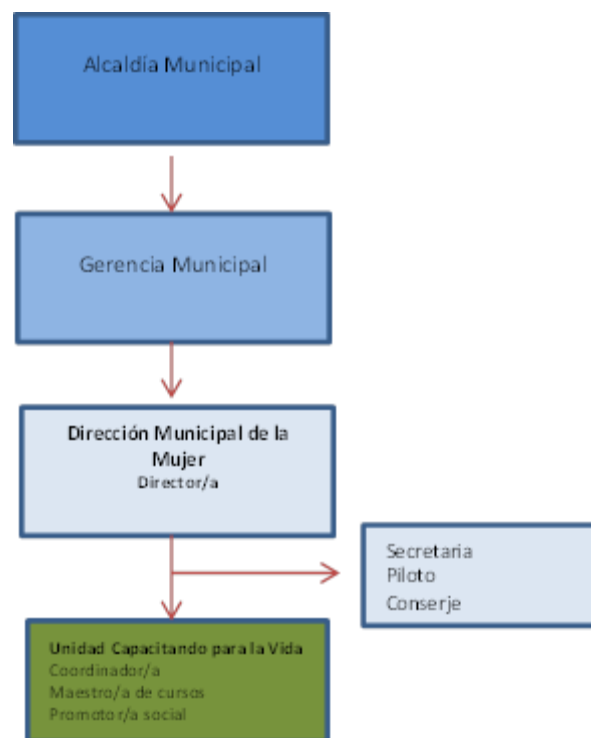 Alcaldía Municipal
Gerencia Municipal
Dirección Municipal de la
Mujer
Director/a
Secretaria
Piloto
Conserje
Unidad Capacitando para la Vida
Coordinador/a
Maestro/a de cursos
Promotor/a social